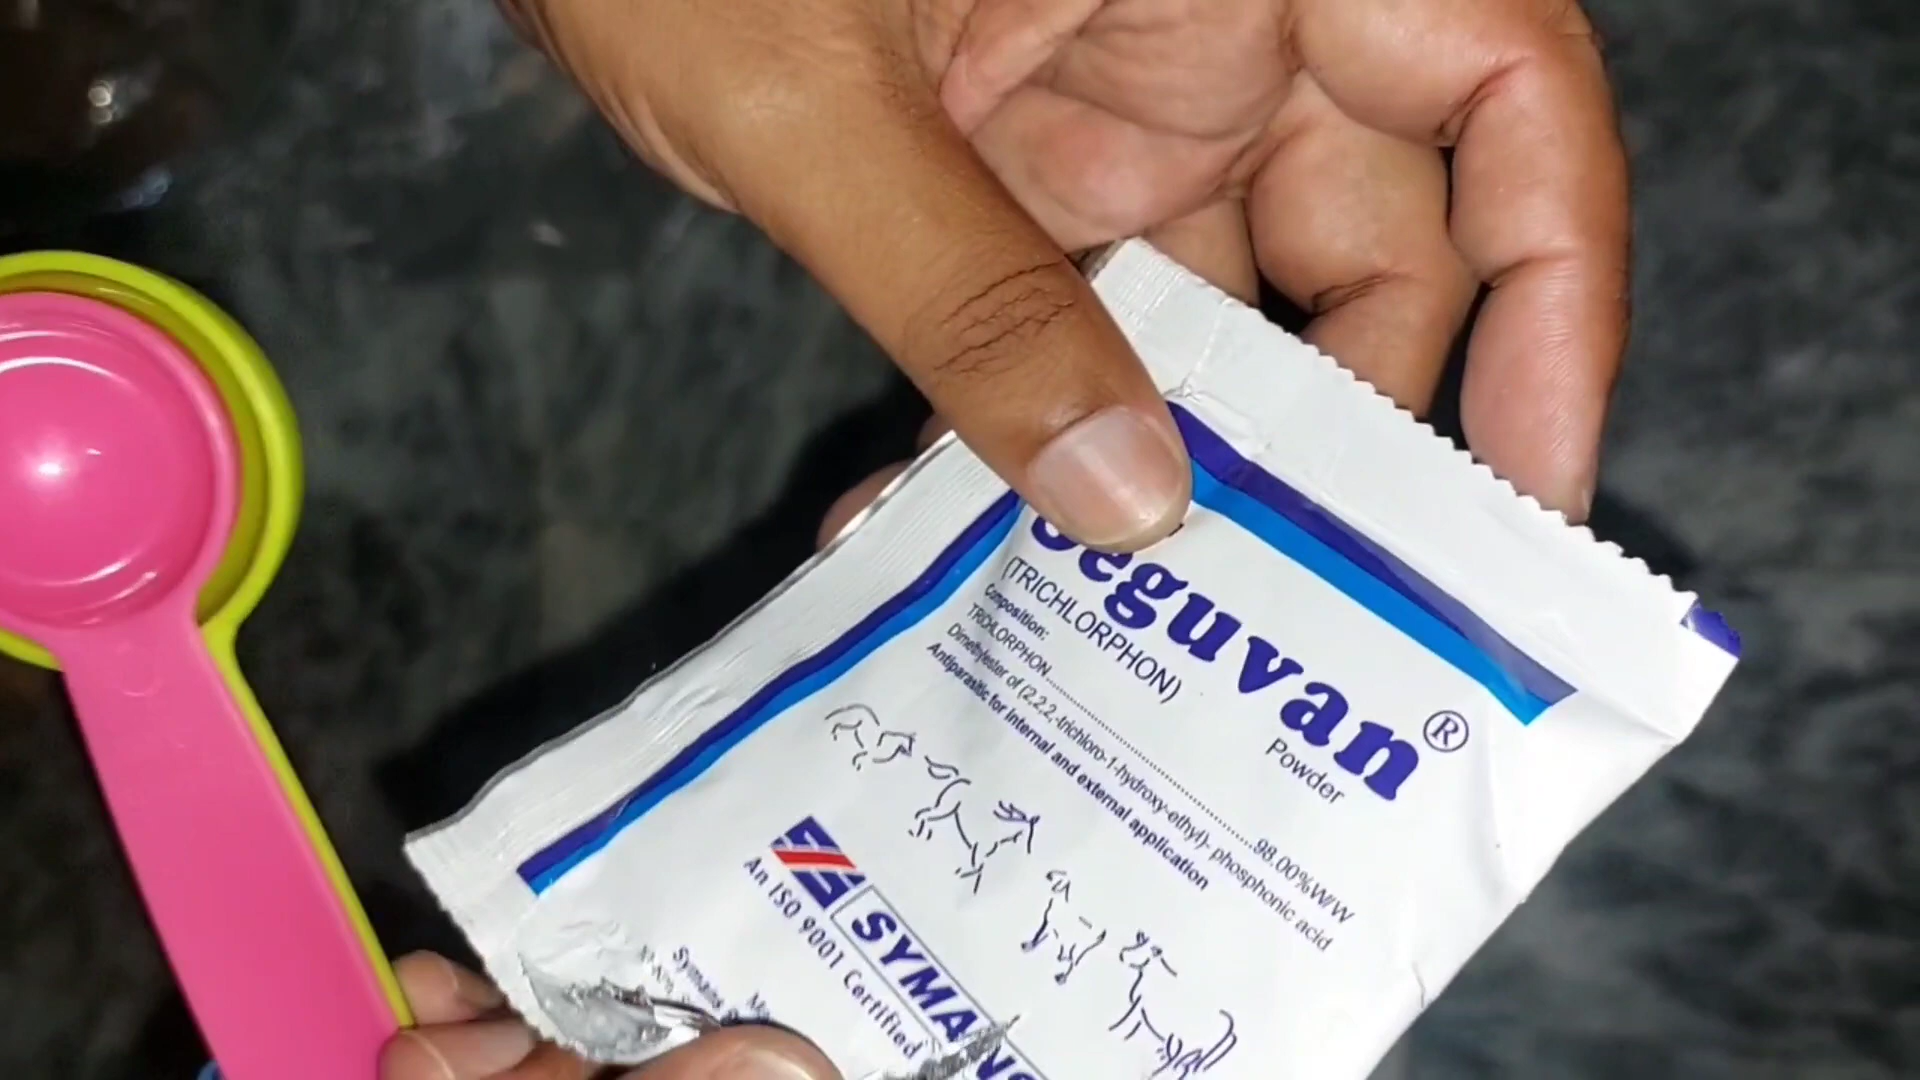 eguvan®
(TRICHLORPHON)
Powder
Composition:
TRICHLORPHON..............................98.00%W/W
Dimethylester of (2,2,2,-trichloro-1-hydroxy-ethyl)- phosphonic acid
Antiparasitic for internal and external application
SYMA
An ISO 9001 Certified
Symans